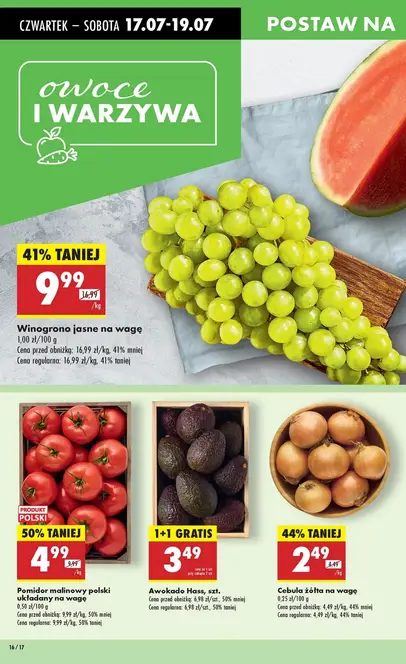 CZWARTEK – SOBOTA 17.07-19.07
POSTAW NA
owoce
I WARZYWA
41% TANIEJ
9.99
16,99
/kg
Winogrono jasne na wagę
1,00 zł/100 g
Cena przed obniżką: 16,99 zł/kg, 41% mniej
Cena regularna: 16,99 zł/kg, 41% taniej
PRODUKT
POLSKI
50% TANIEJ
4.99
9,99
/kg
Pomidor malinowy polski
układany na wagę
0,50 zł/100 g
Cena przed obniżką: 9,99 zł/kg, 50% mniej
Cena regularna: 9,99 zł/kg, 50% taniej
1+1 GRATIS
3.49
Awokado Hass, szt.
Cena przed obniżką: 6,98 zł/szt., 50% mniej
Cena regularna: 6,98 zł/szt., 50% taniej
44% TANIEJ
2.49
4,49
/kg
Cebula żółta na wagę
0,25 zł/100 g
Cena przed obniżką: 4,49 zł/kg, 44% mniej
Cena regularna: 4,49 zł/kg, 44% taniej
16/17